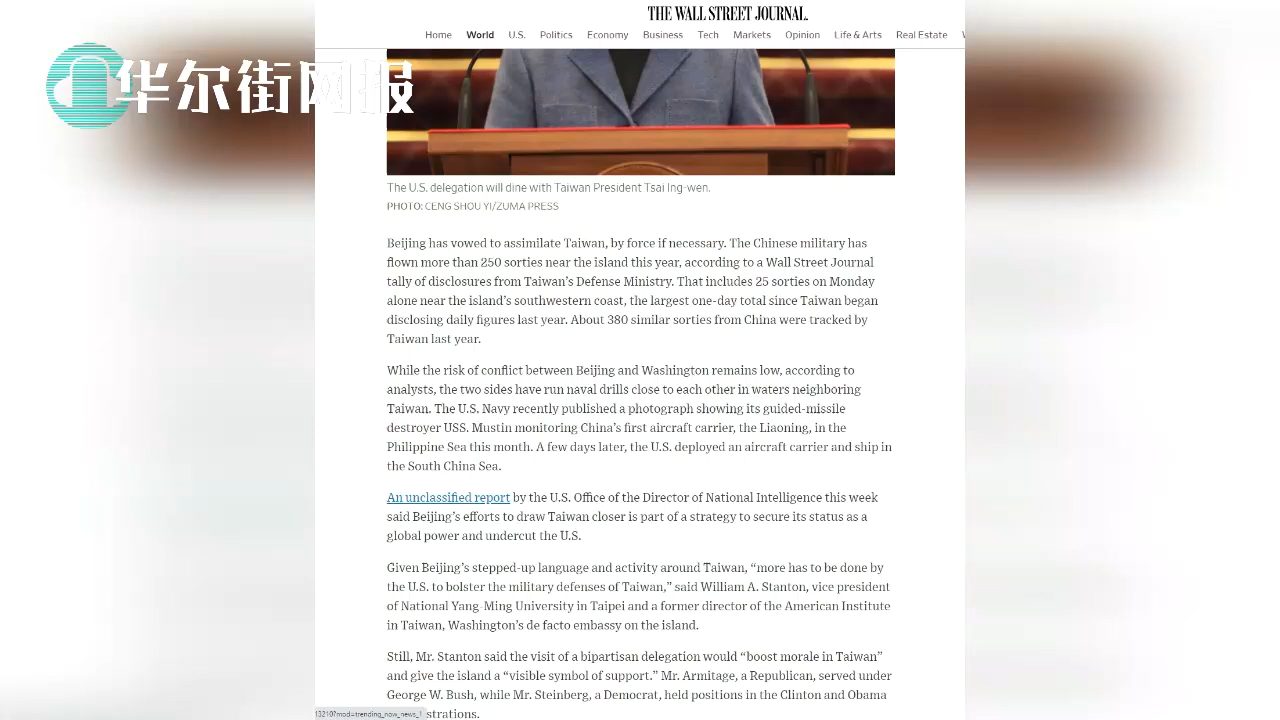 THE WALL STREET JOURNAL.
Home World U.S. Politics Economy Business Tech Markets Opinion Life & Arts Real Estate
华尔街网报
The U.S. delegation will dine with Taiwan President Tsai Ing-wen.
PHOTO: CENG SHOU YI/ZUMA PRESS
Beijing has vowed to assimilate Taiwan, by force if necessary. The Chinese military has
flown more than 250 sorties near the island this year, according to a Wall Street Journal
tally of disclosures from Taiwan's Defense Ministry. That includes 25 sorties on Monday
alone near the island's southwestern coast, the largest one-day total since Taiwan began
disclosing daily figures last year. About 380 similar sorties from China were tracked by
Taiwan last year.
While the risk of conflict between Beijing and Washington remains low, according to
analysts, the two sides have run naval drills close to each other in waters neighboring
Taiwan. The U.S. Navy recently published a photograph showing its guided-missile
destroyer USS. Mustin monitoring China's first aircraft carrier, the Liaoning, in the
Philippine Sea this month. A few days later, the U.S. deployed an aircraft carrier and ship in
the South China Sea.
An unclassified report by the U.S. Office of the Director of National Intelligence this week
said Beijing's efforts to draw Taiwan closer is part of a strategy to secure its status as a
global power and undercut the U.S.
Given Beijing's stepped-up language and activity around Taiwan, “more has to be done by
the U.S. to bolster the military defenses of Taiwan,” said William A. Stanton, vice president
of National Yang-Ming University in Taipei and a former director of the American Institute
in Taiwan, Washington's de facto embassy on the island.
Still, Mr. Stanton said the visit of a bipartisan delegation would “boost morale in Taiwan”
and give the island a “visible symbol of support.” Mr. Armitage, a Republican, served under
George W. Bush, while Mr. Steinberg, a Democrat, held positions in the Clinton and Obama
13210?mod=trending_now_news_1 strations.